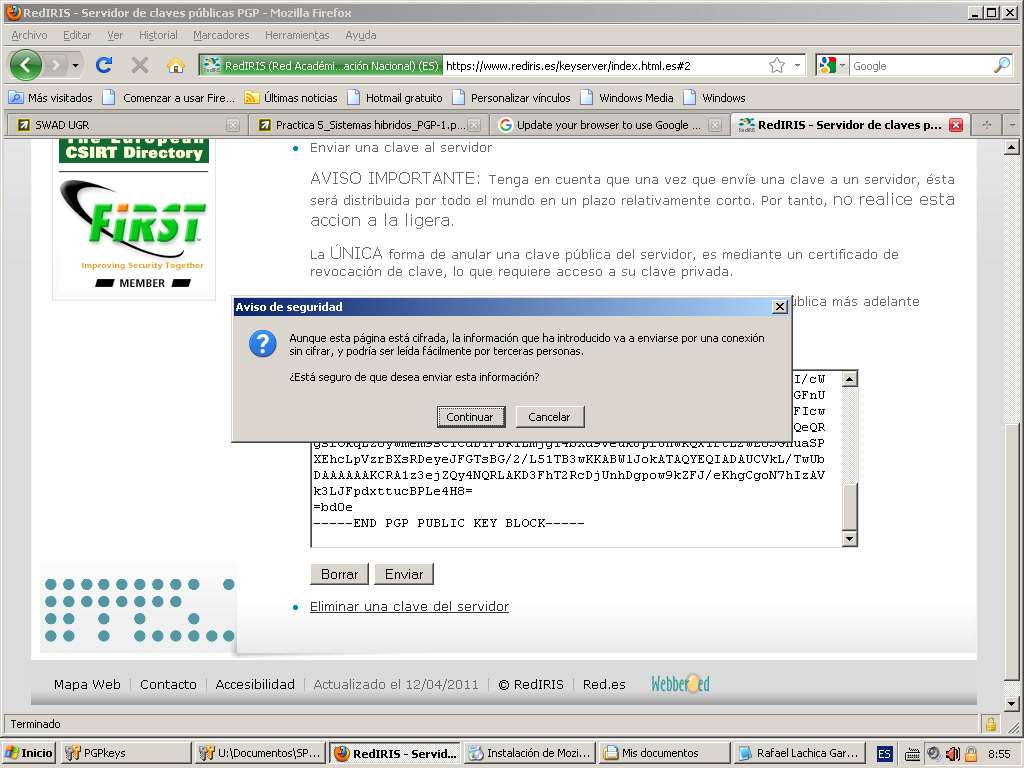 RedIRIS - Servidor de claves públicas PGP - Mozilla Firefox
Archivo Editar Ver Historial Marcadores Herramientas Ayuda
RedIRIS (Red Académi...ación Nacional) (ES) https://www.rediris.es/keyserver/index.html.es#2 Google
Más visitados Comenzar a usar Fire... Últimas noticias Hotmail gratuito Personalizar vínculos Windows Media Windows
SWAD UGR Practica 5_Sistemas hibridos_PGP-1.p... Update your browser to use Google ... RedIRIS - Servidor de claves p...
The European
CSIRT Directory
FiRST
Improving Security Together
MEMBER
Enviar una clave al servidor
AVISO IMPORTANTE: Tenga en cuenta que una vez que envíe una clave a un servidor, ésta
será distribuida por todo el mundo en un plazo relativamente corto. Por tanto, no realice esta
accion a la ligera.
La ÚNICA forma de anular una clave pública del servidor, es mediante un certificado de
revocación de clave, lo que requiere acceso a su clave privada.
ública más adelante
Aviso de seguridad
Aunque esta página está cifrada, la información que ha introducido va a enviarse por una conexión
sin cifrar, y podría ser leída fácilmente por terceras personas.
¿Está seguro de que desea enviar esta información?
Continuar Cancelar
I/cW
GFnU
FIcw
QeQR
XEhcLpVzrBXsRDeyeJFGTsBG/2/L51TB3wKKABWlJokATAQYEQIADAUCVkL/TwUb
DAAAAAAKCRA1z3ejZQy4NQRLAKD3FhT2RcDjUnhDgpow9kZFJ/eKhgCgoN7hIzAV
k3LJFpdxttucBPLe4H8=
=bd0e
-----END PGP PUBLIC KEY BLOCK-----
Borrar Enviar
Eliminar una clave del servidor
Mapa Web Contacto Accesibilidad Actualizado el 12/04/2011 © RedIRIS Red.es Webbered
Terminado
Inicio PGPkeys U:\Documentos\SP... RedIRIS - Servid... Instalación de Mozi... Mis documentos Rafael Lachica Gar... ES 8:55